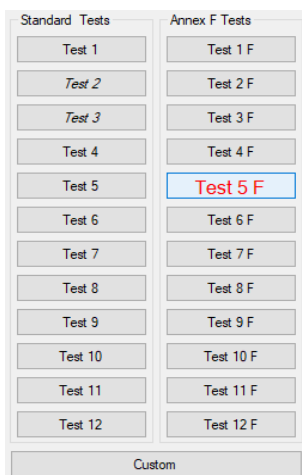 Standard Tests
Test 1
Test 2
Test 3
Test 4
Test 5
Test 6
Test 7
Test 8
Test 9
Test 10
Test 11
Test 12
Annex F Tests
Test 1 F
Test 2 F
Test 3 F
Test 4 F
Test 5 F
Test 6 F
Test 7 F
Test 8 F
Test 9 F
Test 10 F
Test 11 F
Test 12 F
Custom